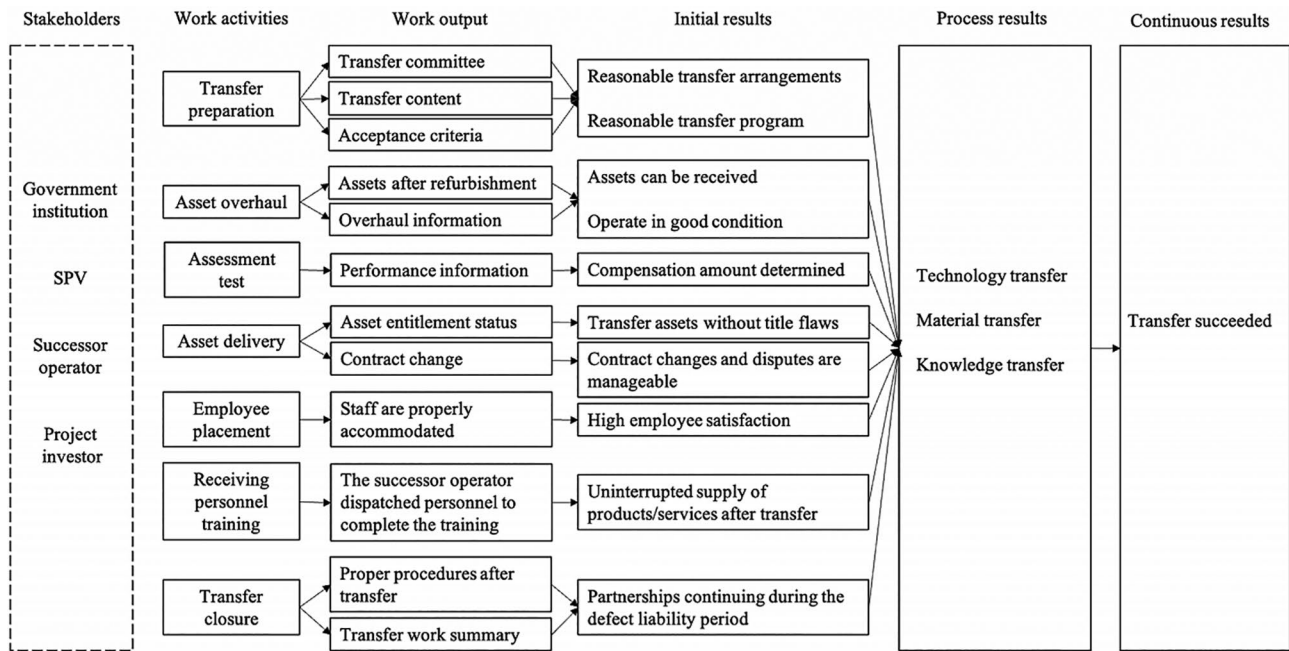 Stakeholders
Work activities
Work output
Initial results
Process results
Continuous results
Government
institution
SPV
Successor
operator
Project
investor
Transfer
preparation
Transfer committee
Transfer content
Acceptance criteria
Reasonable transfer arrangements
Reasonable transfer program
Asset overhaul
Assets after refurbishment
Overhaul information
Assets can be received
Operate in good condition
Assessment
test
Performance information
Compensation amount determined
Asset delivery
Asset entitlement status
Contract change
Transfer assets without title flaws
Contract changes and disputes are
manageable
Employee
placement
Staff are properly
accommodated
High employee satisfaction
Receiving
personnel
training
The successor operator
dispatched personnel to
complete the training
Uninterrupted supply of
products/services after transfer
Transfer
closure
Proper procedures after
transfer
Transfer work summary
Partnerships continuing during the
defect liability period
Technology transfer
Material transfer
Knowledge transfer
Transfer succeeded